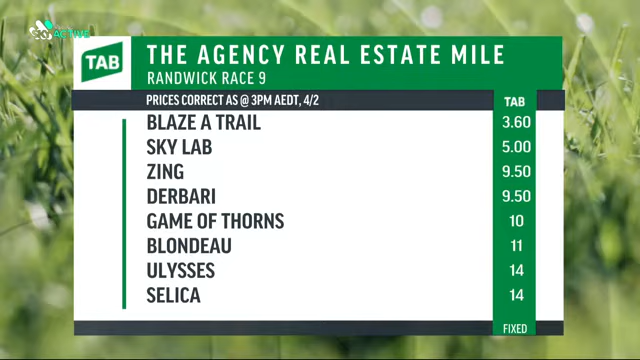 TAB
THE AGENCY REAL ESTATE MILE
RANDWICK RACE 9
PRICES CORRECT AS @ 3PM AEDT, 4/2 TAB
BLAZE A TRAIL 3.60
SKY LAB 5.00
ZING 9.50
DERBARI 9.50
GAME OF THORNS 10
BLONDEAU 11
ULYSSES 14
SELICA 14
FIXED